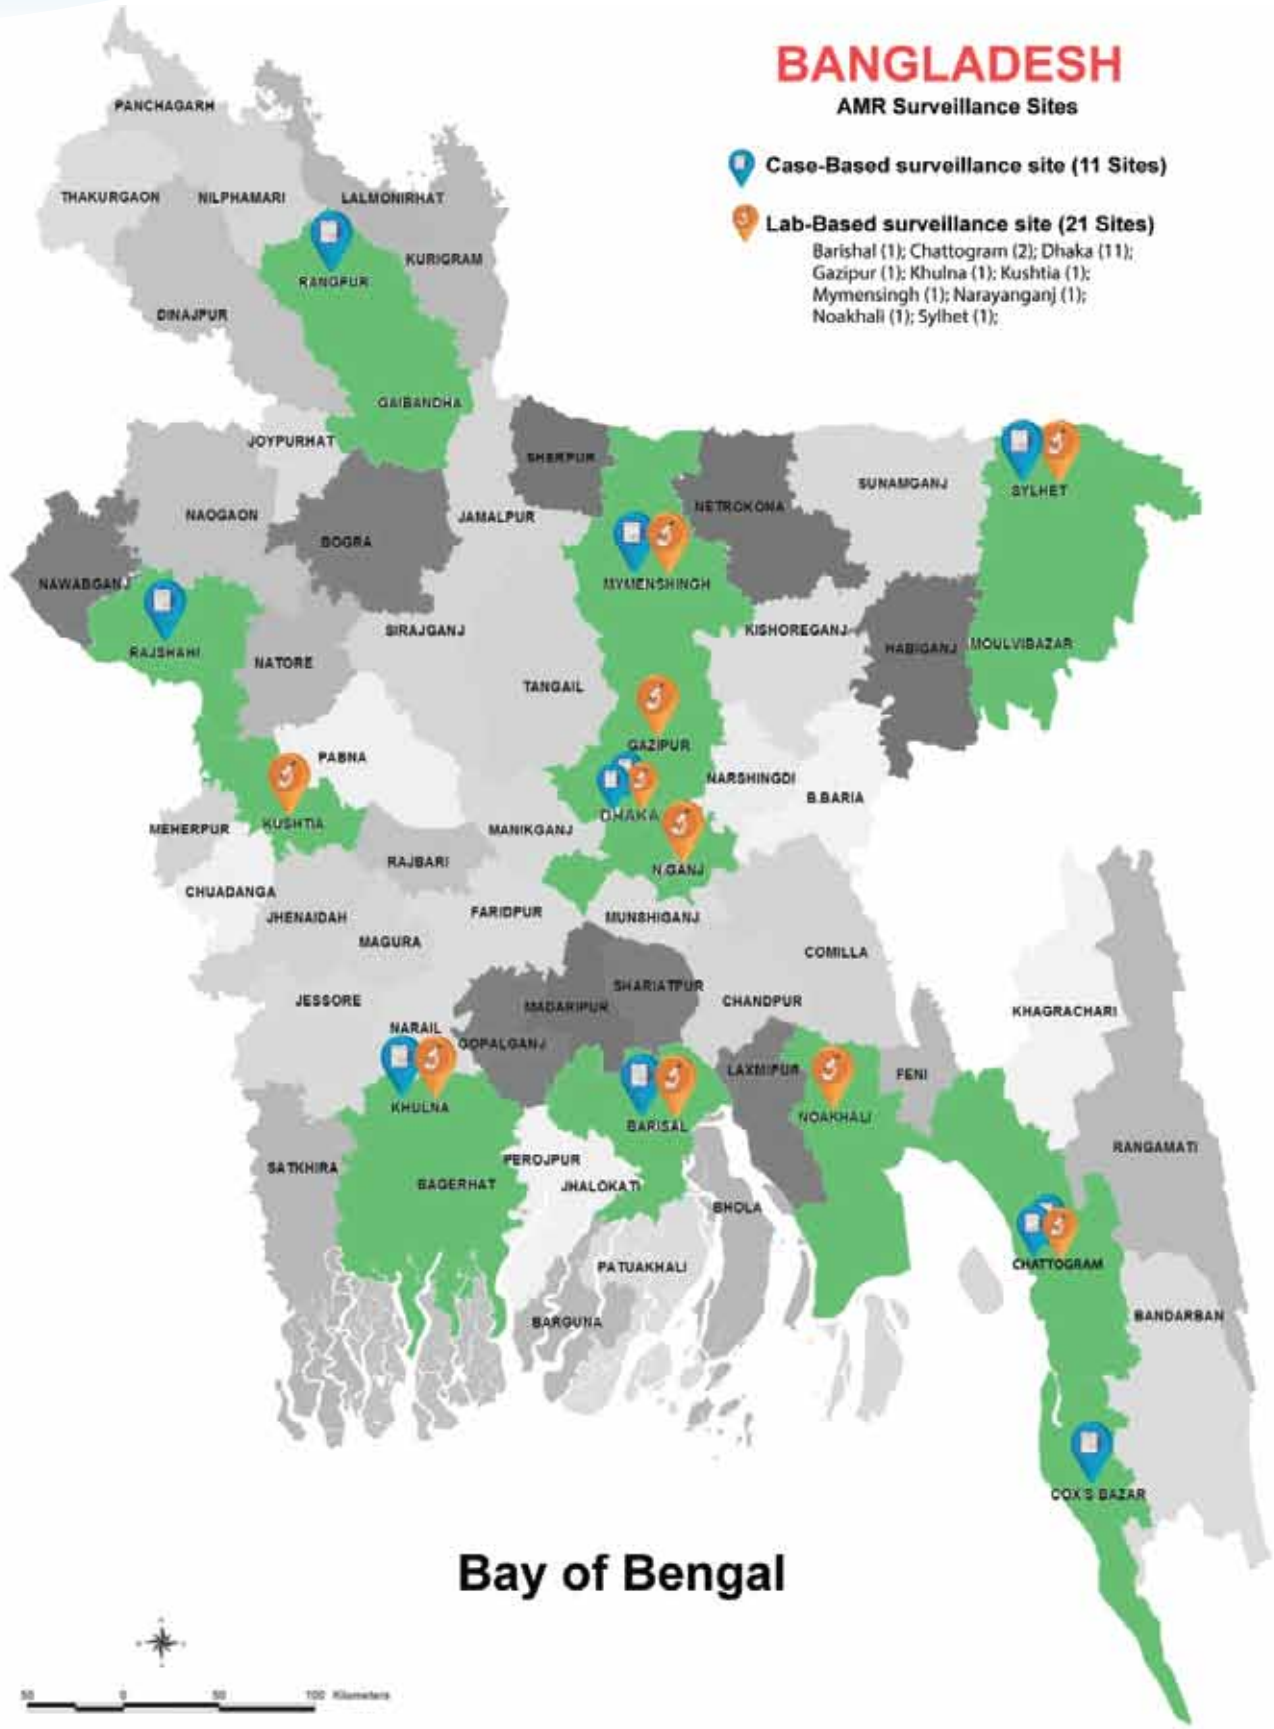 BANGLADESH
AMR Surveillance Sites
Case-Based surveillance site (11 Sites)
Lab-Based surveillance site (21 Sites)
Barishal (1); Chattogram (2); Dhaka (11);
Gazipur (1); Khulna (1); Kushtia (1);
Mymensingh (1); Narayanganj (1);
Noakhali (1); Sylhet (1);
PANCHAGARH
THAKURGAON
NILPHAMARI
LALMONIRHAT
KURIGRAM
RANGPUR
DINAJPUR
GAIBANDHA
JOYPURHAT
SHERPUR
SUNAMGANJ
SYLHET
NETROKONA
NAOGAON
JAMALPUR
BOGRA
NAWABGANJ
MYMENSHINGH
SIRAJGANJ
KISHOREGANJ
HABIGANJ
MOULVIBAZAR
RAJSHAHI
NATORE
TANGAIL
GAZIPUR
PABNA
NARSHINGDI
B.BARIA
DHAKA
KUSHTIA
MEHERPUR
MANIKGANJ
RAJBARI
N.GANJ
CHUADANGA
JHENAIDAH
FARIDPUR
MUNSHIGANJ
MAGURA
COMILLA
SHARIATPUR
JESSORE
MADARIPUR
CHANDPUR
KHAGRACHARI
NARAIL
GOPALGANJ
LAXMIPUR
FENI
KHULNA
BARISAL
NOAKHALI
RANGAMATI
SATKHIRA
PEROJPUR
BAGERHAT
JHALOKATI
BHOLA
PATUAKHALI
CHATTOGRAM
BARGUNA
BANDARBAN
COX'S BAZAR
Bay of Bengal
50 0 50 100 Kilometers